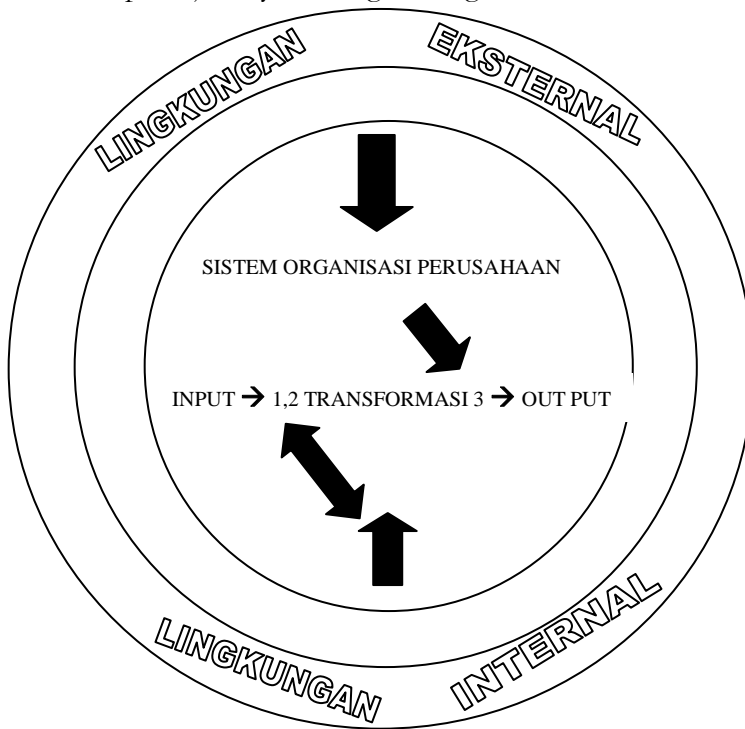 LINGKUNGAN EKSTERNAL
SISTEM ORGANISASI PERUSAHAAN
INPUT → 1,2 TRANSFORMASI 3 → OUT PUT
LINGKUNGAN INTERNAL